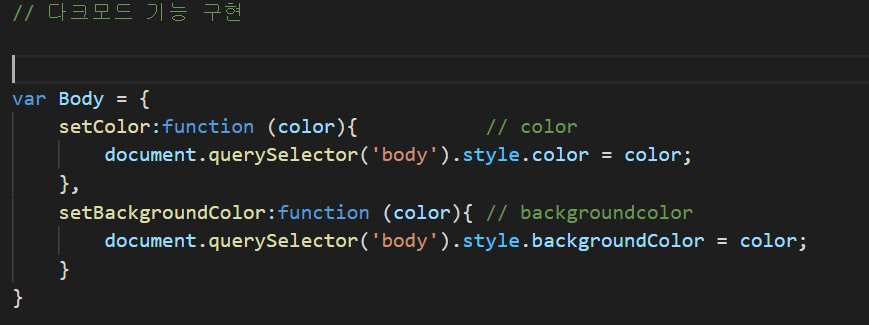 // 다크모드 기능 구현
var Body = {
    setColor:function (color){           // color
        document.querySelector('body').style.color = color;
    },
    setBackgroundColor:function (color){ // backgroundcolor
        document.querySelector('body').style.backgroundColor = color;
    }
}